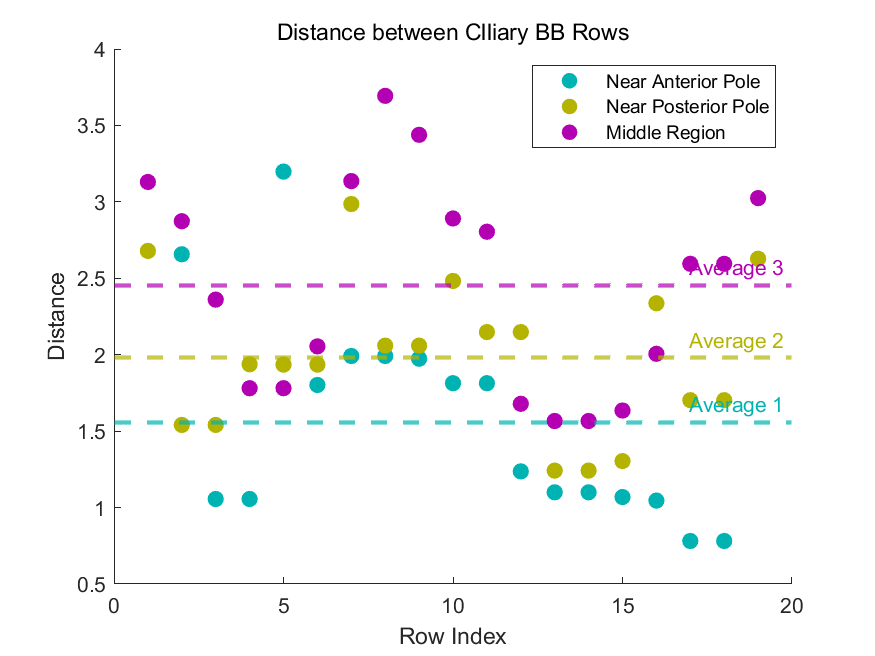 Distance between CIliary BB Rows
Near Anterior Pole
Near Posterior Pole
Middle Region
4
3.5
3
2.5
2
1.5
1
0.5
Distance
Average 3
Average 2
Average 1
0
5
10
15
20
Row Index